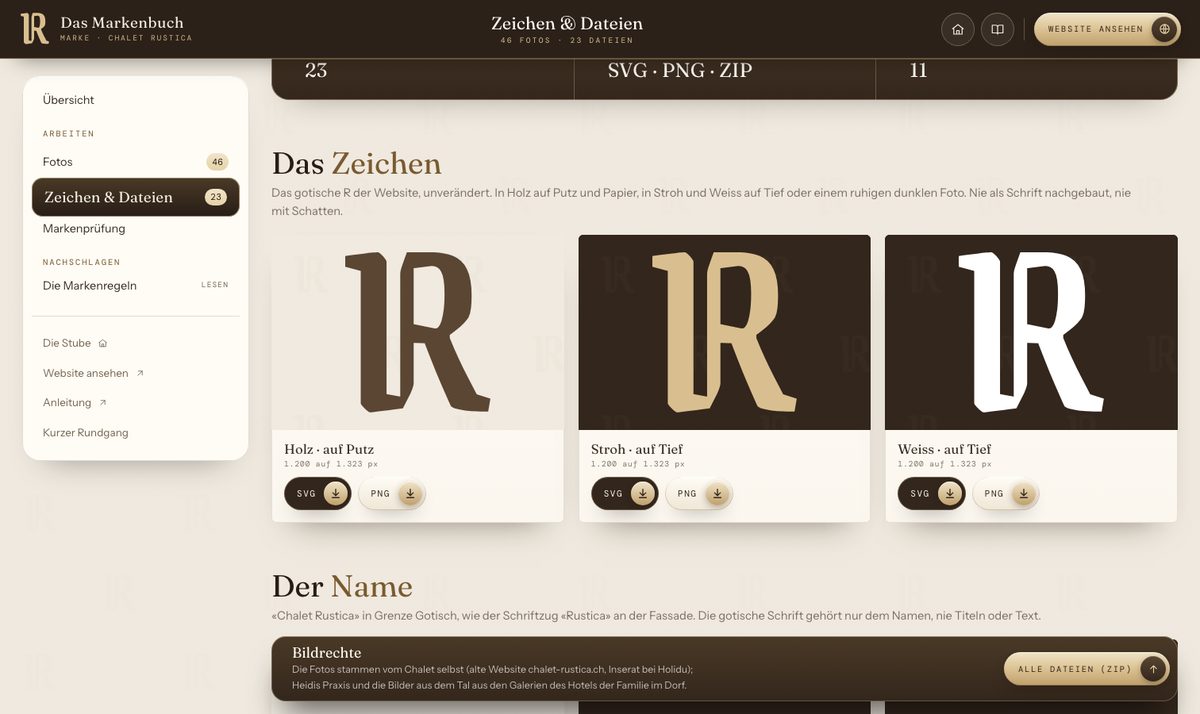 Das Markenbuch
MARKE · CHALET RUSTICA
Zeichen & Dateien
46 FOTOS · 23 DATEIEN
WEBSITE ANSEHEN
Übersicht
ARBEITEN
Fotos 46
Zeichen & Dateien 23
Markenprüfung
NACHSCHLAGEN
Die Markenregeln LESEN
Die Stube
Website ansehen
Anleitung
Kurzer Rundgang
23 SVG · PNG · ZIP 11
Das Zeichen
Das gotische R der Website, unverändert. In Holz auf Putz und Papier, in Stroh und Weiss auf Tief oder einem ruhigen dunklen Foto. Nie als Schrift nachgebaut, nie
mit Schatten.
R R R
Holz · auf Putz
1.200 auf 1.323 px
SVG PNG
Stroh · auf Tief
1.200 auf 1.323 px
SVG PNG
Weiss · auf Tief
1.200 auf 1.323 px
SVG PNG
Der Name
«Chalet Rustica» in Grenze Gotisch, wie der Schriftzug «Rustica» an der Fassade. Die gotische Schrift gehört nur dem Namen, nie Titeln oder Text.
Bildrechte
Die Fotos stammen vom Chalet selbst (alte Website chalet-rustica.ch, Inserat bei Holidu);
Heidis Praxis und die Bilder aus dem Tal aus den Galerien des Hotels der Familie im Dorf.
ALLE DATEIEN (ZIP)